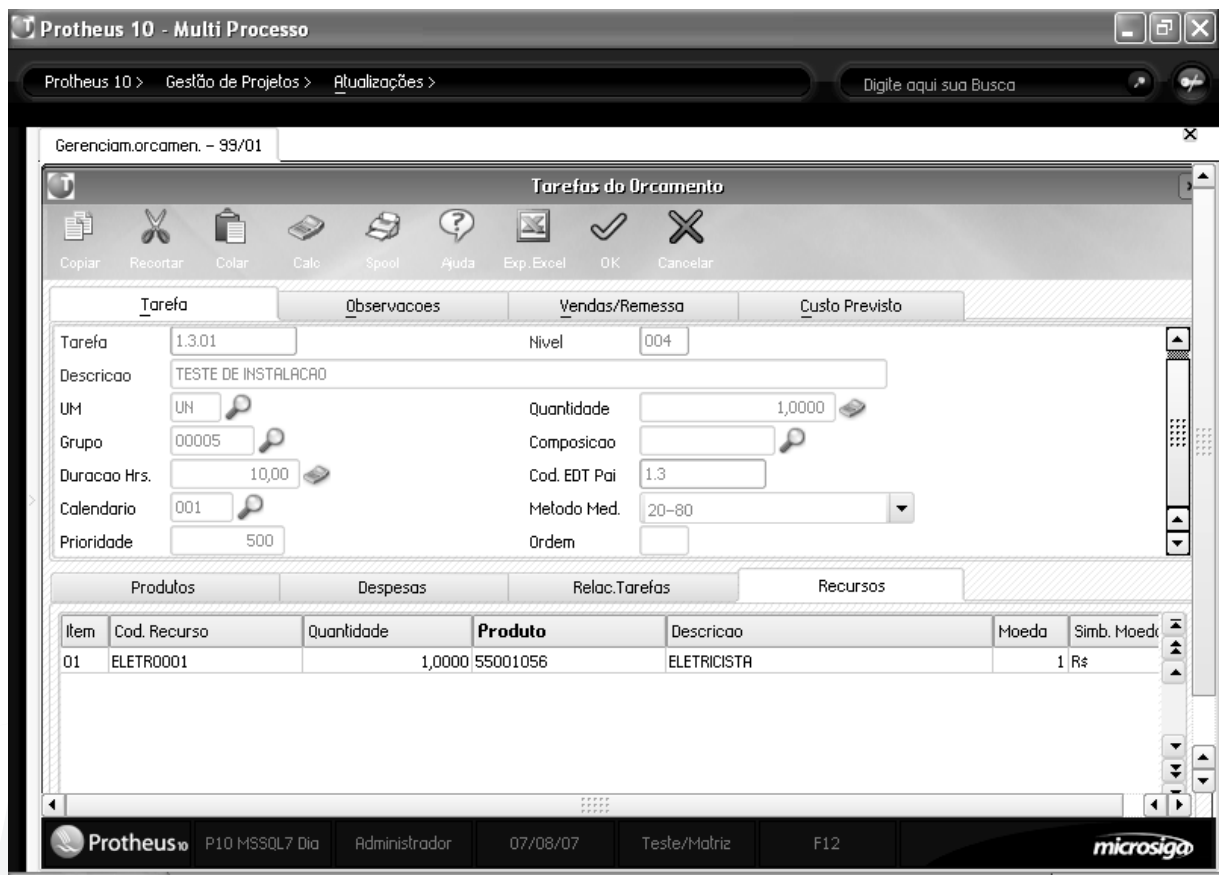 Protheus 10 - Multi Processo
Protheus 10 > Gestão de Projetos > Atualizações > Digite aqui sua Busca
Gerenciam.orcamen. - 99/01
Tarefas do Orcamento
Copiar Recortar Colar Calc Spool Ajuda Exp.Excel OK Cancelar
Tarefa Observacoes Vendas/Remessa Custo Previsto
Tarefa 1.3.01 Nivel 004
Descricao TESTE DE INSTALACAO
UM UN Quantidade 1,0000
Grupo 00005 Composicao
Duracao Hrs. 10,00 Cod. EDT Pai 1.3
Calendario 001 Metodo Med. 20-80
Prioridade 500 Ordem
Produtos Despesas Relac.Tarefas Recursos
Item Cod. Recurso Quantidade Produto Descricao Moeda Simb. Moeda
01 ELETR0001 1,0000 55001056 ELETRICISTA 1 R$
Protheus10 P10 MSSQL7 Dia Administrador 07/08/07 Teste/Matriz F12 microsiga